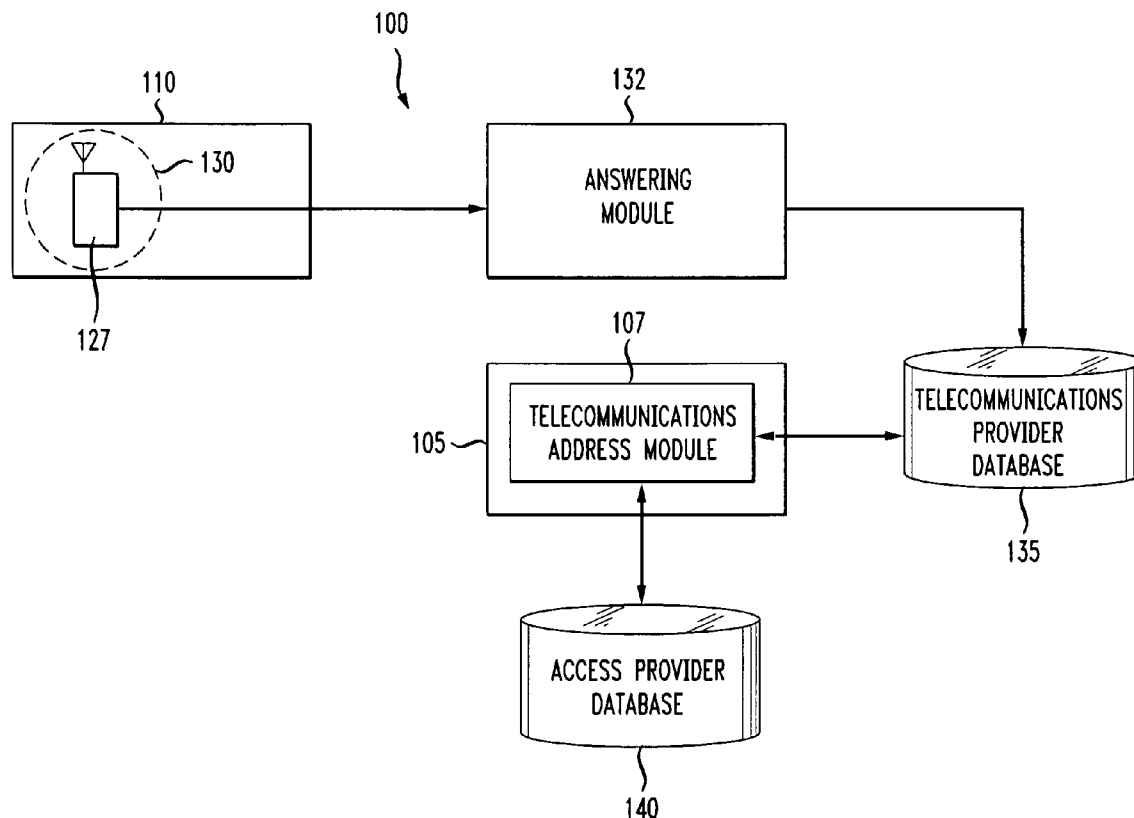 100
110
132
130
ANSWERING
MODULE
127
107
TELECOMMUNICATIONS
ADDRESS MODULE
105
TELECOMMUNICATIONS
PROVIDER
DATABASE
135
ACCESS PROVIDER
DATABASE
140